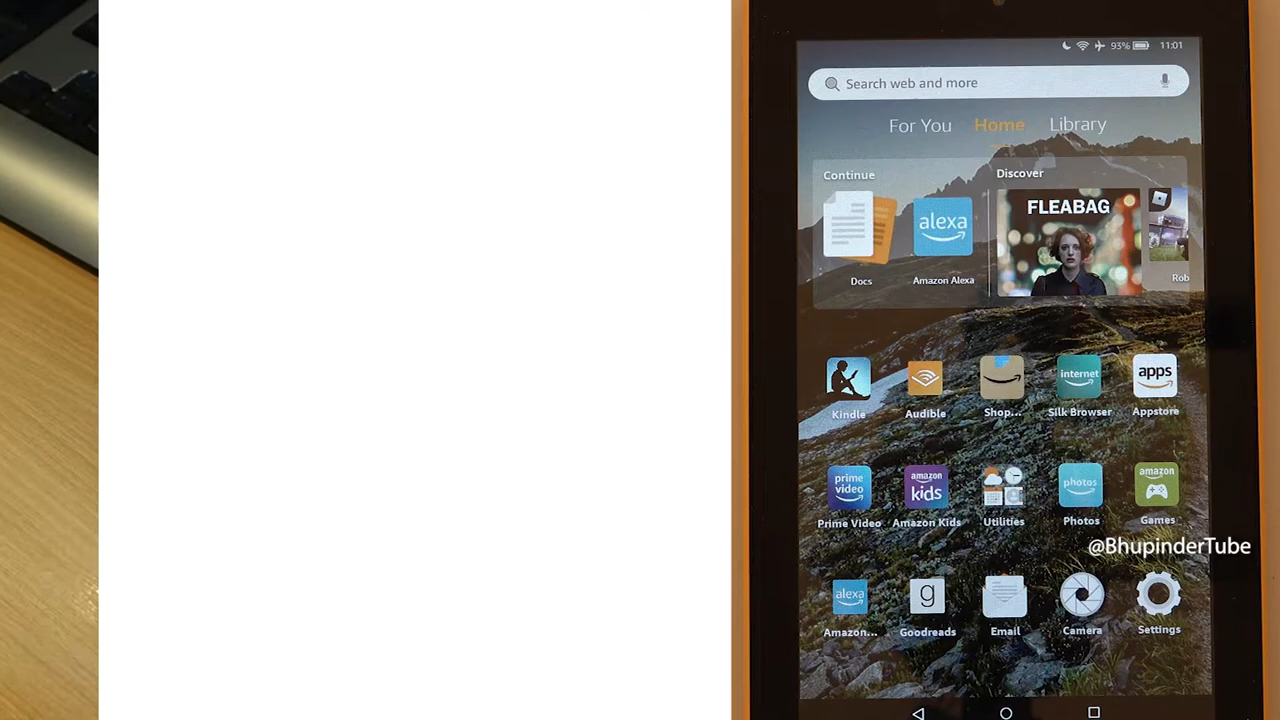 93% 11:01
Search web and more
For You Home Library
Continue Discover
alexa
FLEABAG
Docs Amazon Alexa Rob
internet apps
Kindle Audible Shop... Silk Browser Appstore
prime video amazon kids photos amazon
Prime Video Amazon Kids Utilities Photos Games
@BhupinderTube
alexa g
Amazon... Goodreads Email Camera Settings